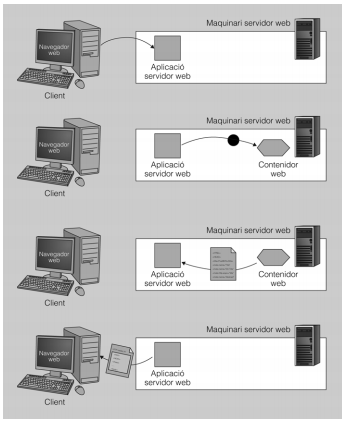 Maquinari servidor web
Navegador
web
Aplicació
servidor web
Client
Maquinari servidor web
Navegador
web
Aplicació
servidor web
Contenidor
web
Client
Maquinari servidor web
Navegador
web
Aplicació
servidor web
Contenidor
web
Client
Maquinari servidor web
Navegador
web
Aplicació
servidor web
Client